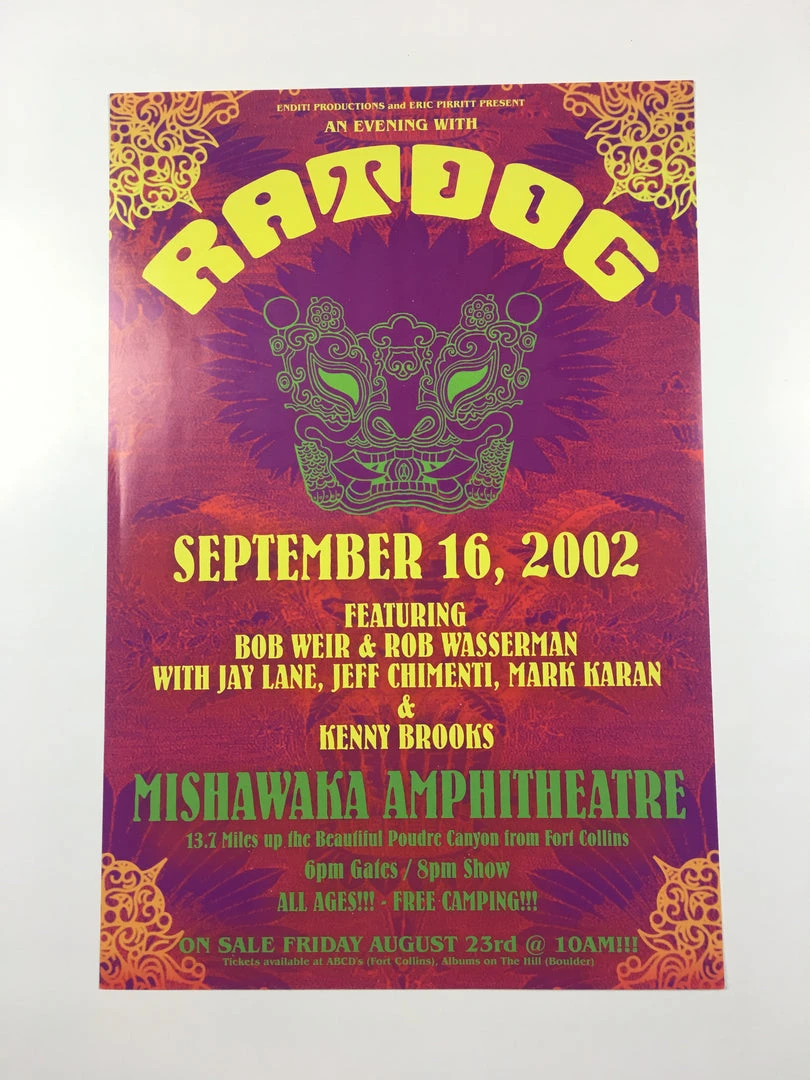 ENDIT! PRODUCTIONS and ERIC PIRRITT PRESENT
AN EVENING WITH
RATDOG
SEPTEMBER 16, 2002
FEATURING
BOB WEIR & ROB WASSERMAN
WITH JAY LANE, JEFF CHIMENTI, MARK KARAN
&
KENNY BROOKS
MISHAWAKA AMPHITHEATRE
13.7 Miles up the Beautiful Poudre Canyon from Fort Collins
6pm Gates / 8pm Show
ALL AGES!!! - FREE CAMPING!!!
ON SALE FRIDAY AUGUST 23rd @ 10AM!!!
Tickets available at ABCD's (Fort Collins), Albums on The Hill (Boulder)